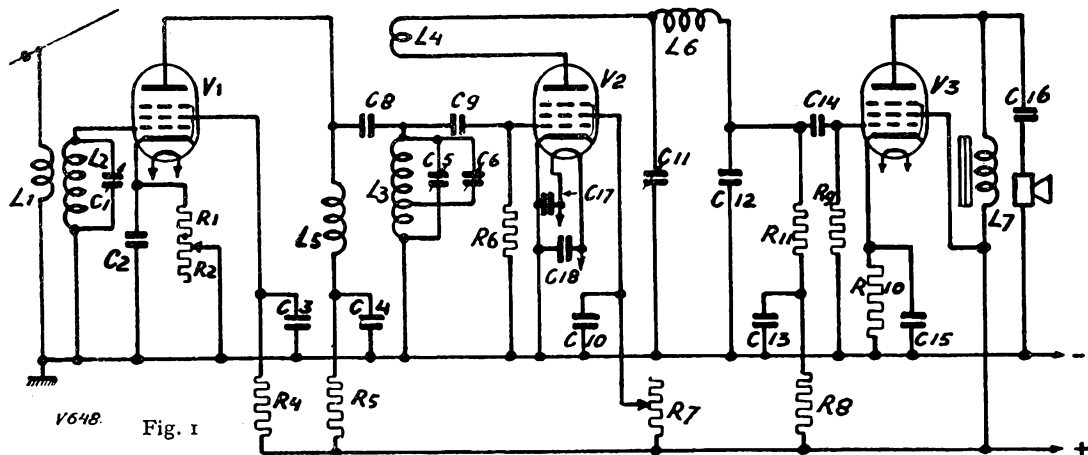 L4
L6
V1
V2
V3
C8
C9
C14
C16
L2
C1
L1
L3
C5
C6
C17
C11
C12
R1
R2
C2
L5
R6
C18
R11
R9
L7
R10
C3
C4
C10
C13
C15
-
R4
R5
R7
R8
V648.
Fig. 1
+